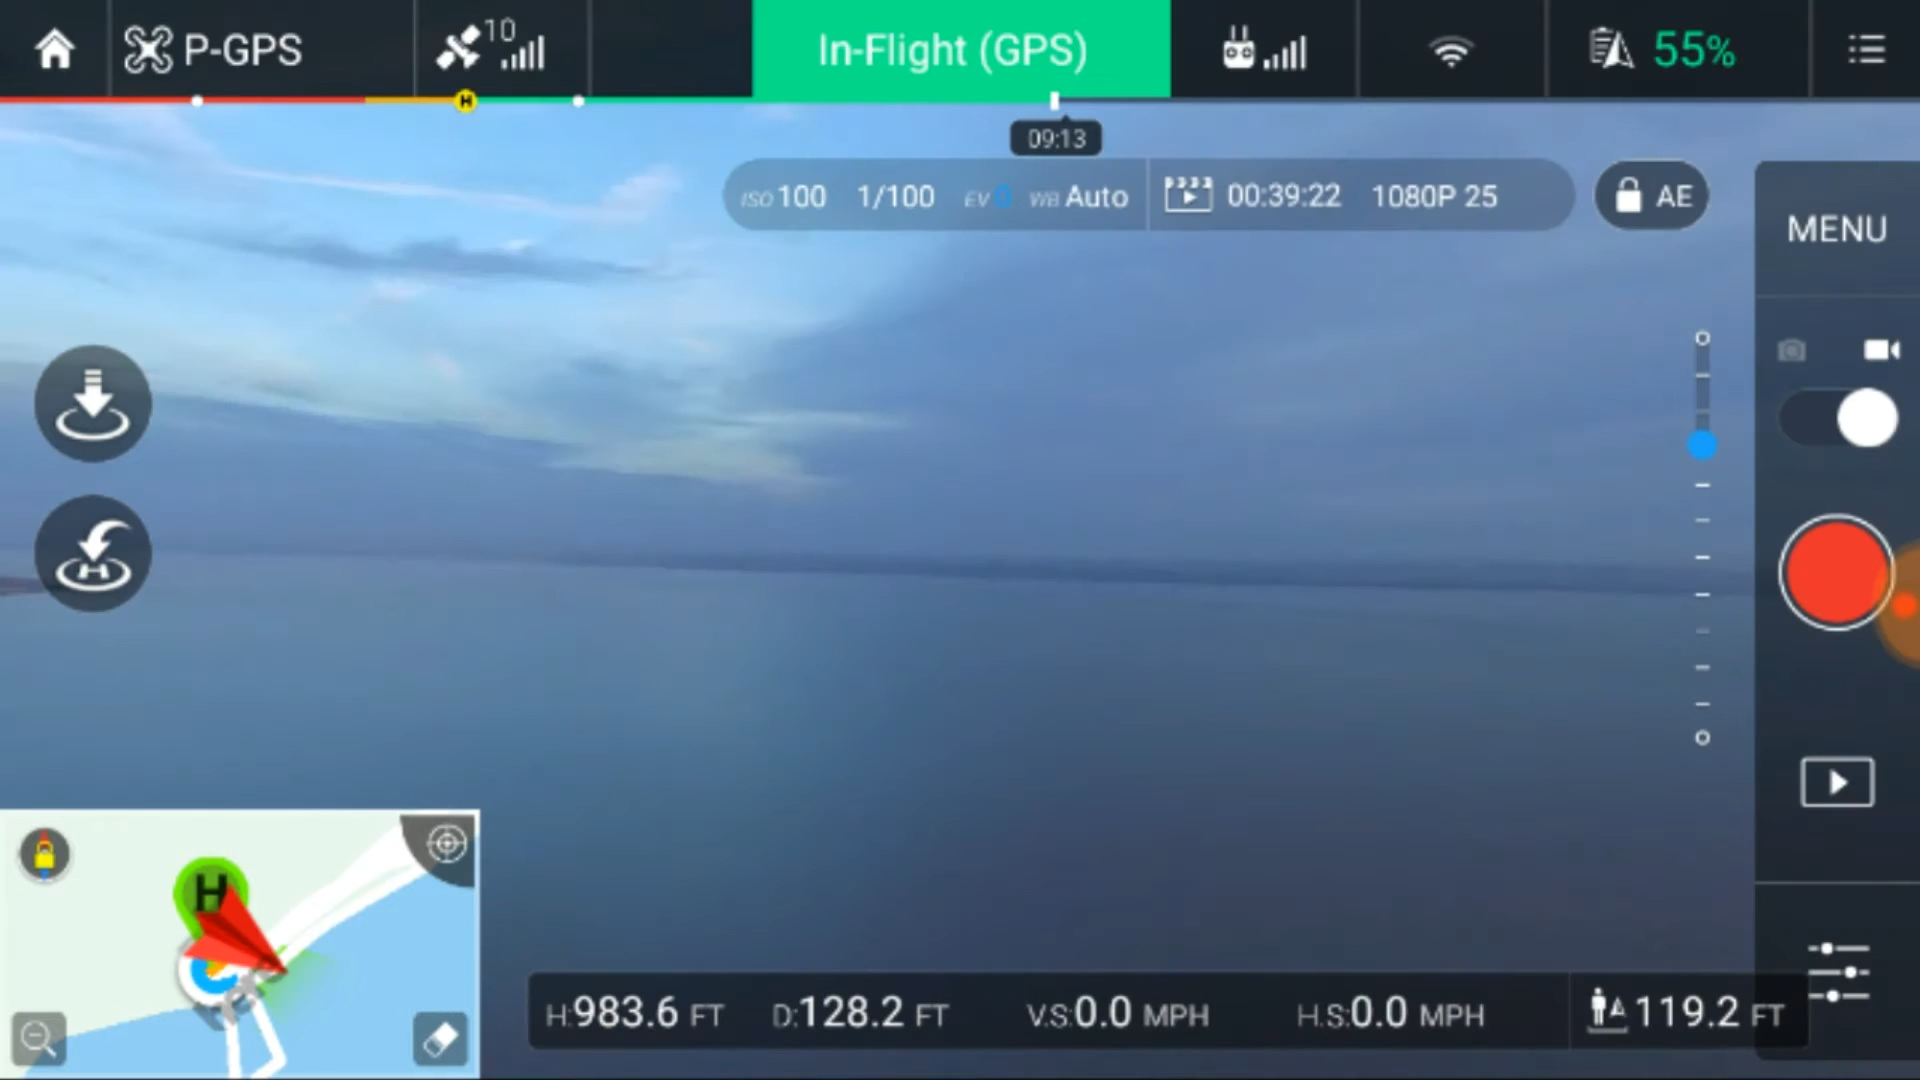 P-GPS
10
In-Flight (GPS)
55%
H
09:13
ISO 100 1/100 EV 0 WB Auto 00:39:22 1080P 25
AE
MENU
H
H
H:983.6 FT D:128.2 FT V.S:0.0 MPH H.S:0.0 MPH 119.2 FT